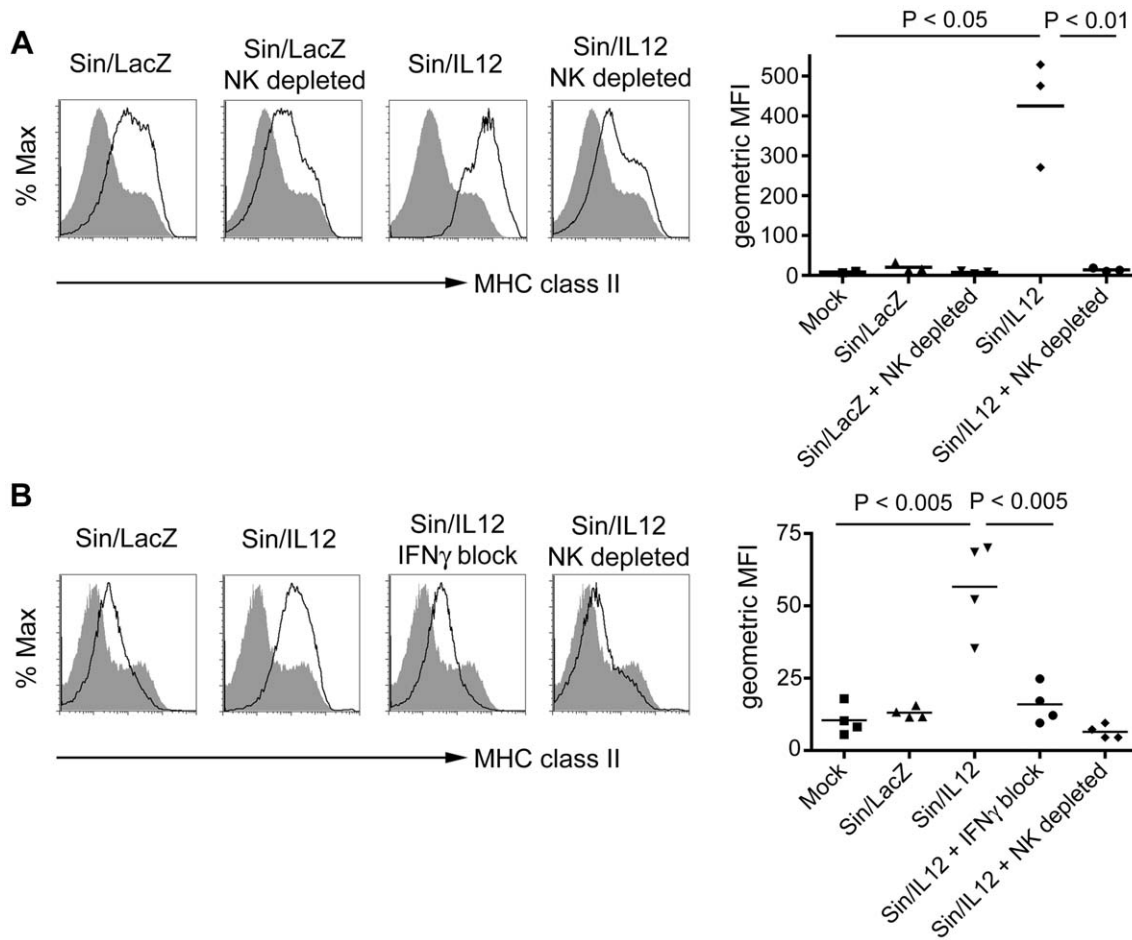 A
Sin/LacZ
Sin/LacZ
NK depleted
Sin/IL12
Sin/IL12
NK depleted
% Max
MHC class II
P < 0.05
P < 0.01
geometric MFI
500
400
300
200
100
0
Mock
Sin/LacZ
Sin/LacZ + NK depleted
Sin/IL12
Sin/IL12 + NK depleted
B
Sin/LacZ
Sin/IL12
Sin/IL12
IFNγ block
Sin/IL12
NK depleted
% Max
MHC class II
P < 0.005
P < 0.005
geometric MFI
75
50
25
0
Mock
Sin/LacZ
Sin/IL12
Sin/IL12 + IFNγ block
Sin/IL12 + NK depleted